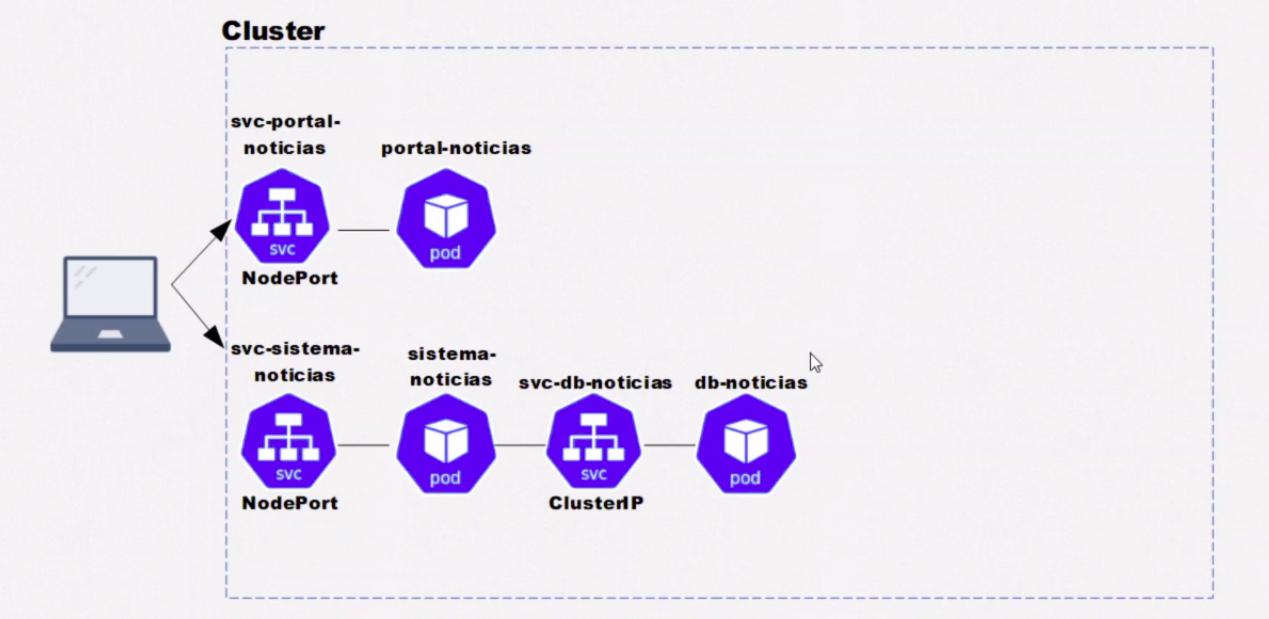 Cluster
svc-portal-
noticias
portal-noticias
svc
pod
NodePort
svc-sistema-
noticias
sistema-
noticias
svc-db-noticias
db-noticias
svc
pod
svc
pod
NodePort
ClusterIP